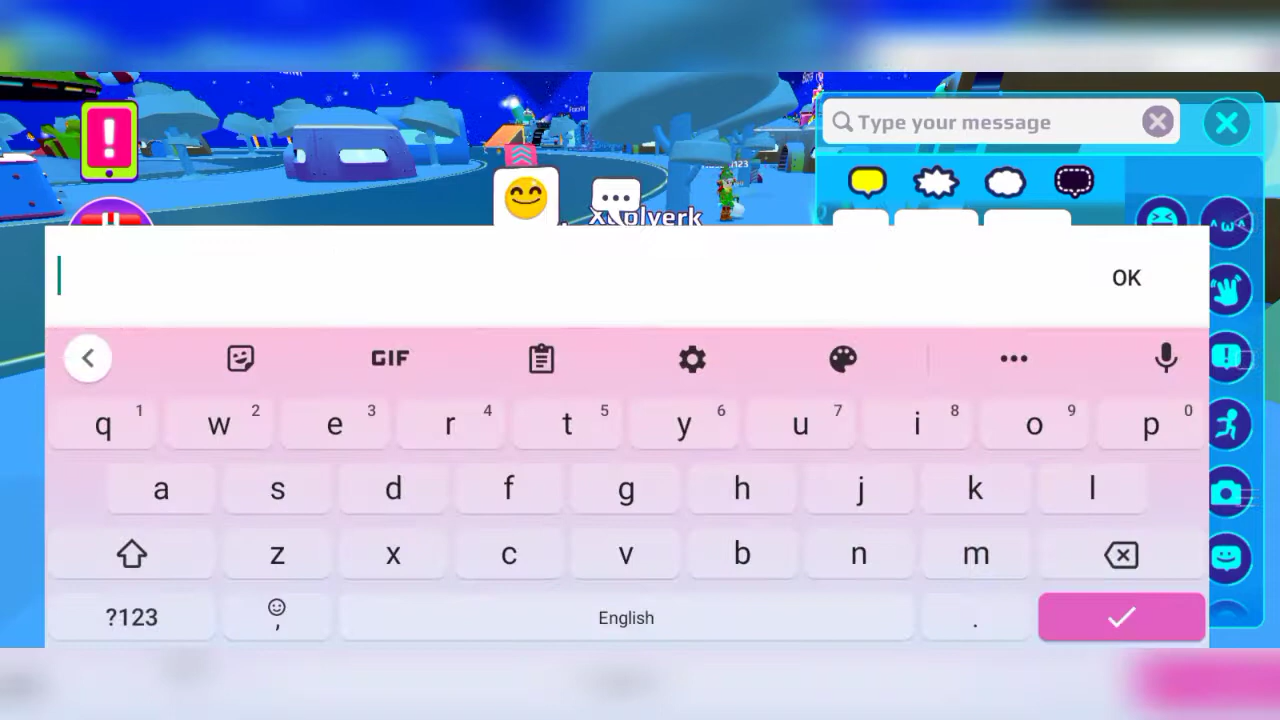 Type your message
OK
GIF
q 1 w 2 e 3 r 4 t 5 y 6 u 7 i 8 o 9 p 0
a s d f g h j k l
z x c v b n m
?123 , English .